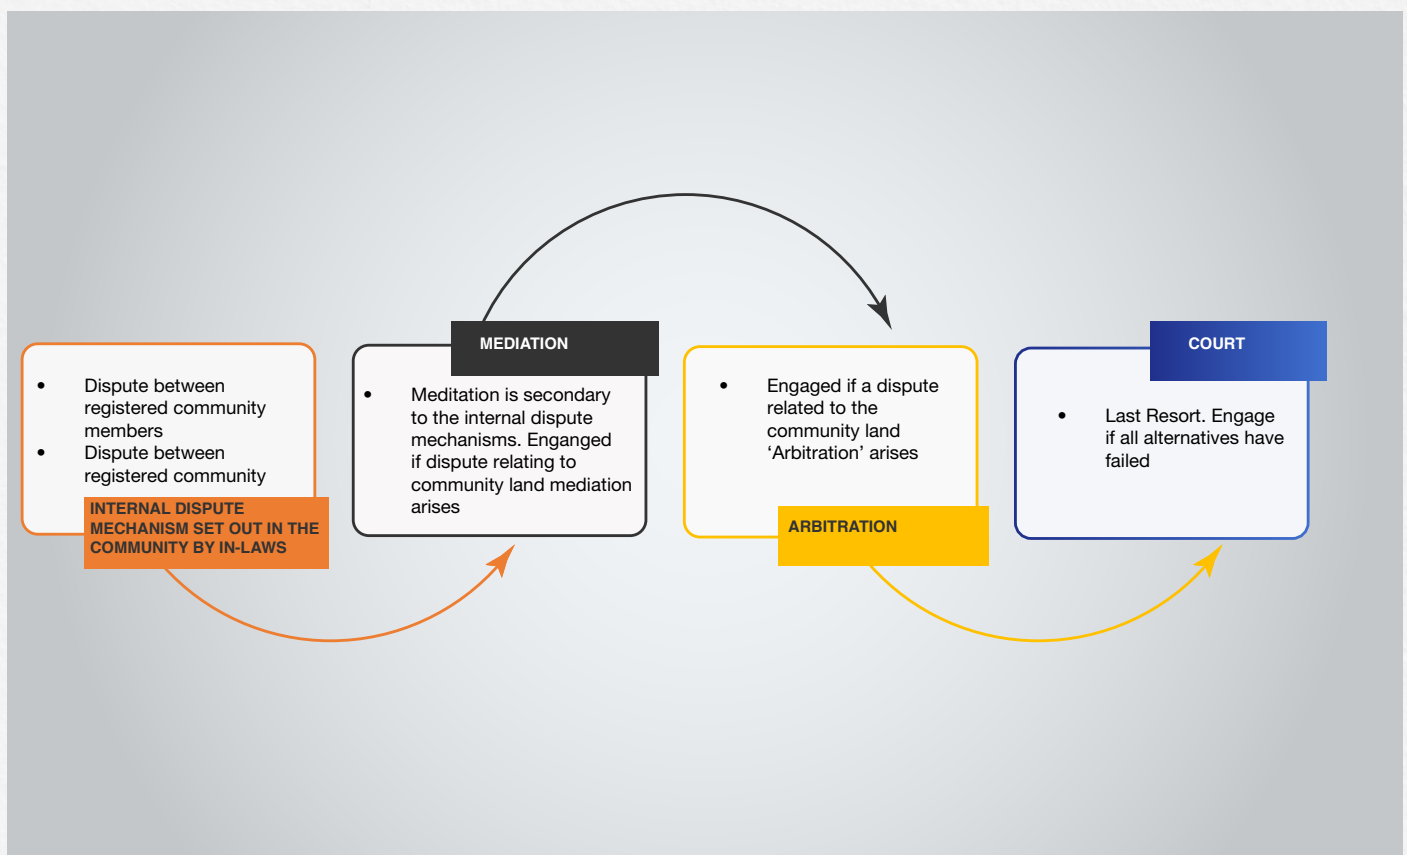 • Dispute between
registered community
members
• Dispute between
registered community
INTERNAL DISPUTE
MECHANISM SET OUT IN THE
COMMUNITY BY IN-LAWS
MEDIATION
• Meditation is secondary
to the internal dispute
mechanisms. Enganged
if dispute relating to
community land mediation
arises
• Engaged if a dispute
related to the
community land
‘Arbitration’ arises
ARBITRATION
COURT
• Last Resort. Engage
if all alternatives have
failed